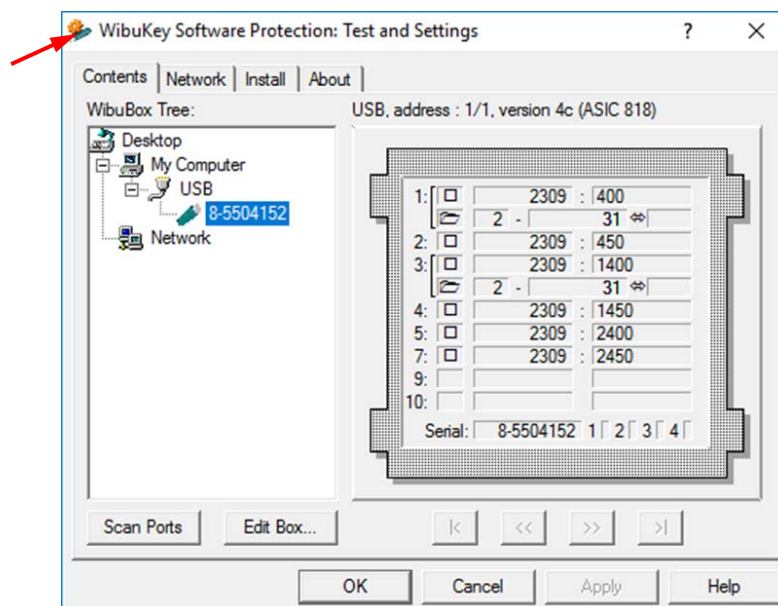 WibuKey Software Protection: Test and Settings ?
Contents Network Install About
WibuBox Tree:
Desktop
My Computer
USB
8-5504152
Network
USB, address : 1/1, version 4c (ASIC 818)
1: 2309 : 400
2 - 31
2: 2309 : 450
3: 2309 : 1400
2 - 31
4: 2309 : 1450
5: 2309 : 2400
7: 2309 : 2450
9:
10:
Serial: 8-5504152 1 2 3 4
Scan Ports Edit Box... |< << >> >|
OK Cancel Apply Help